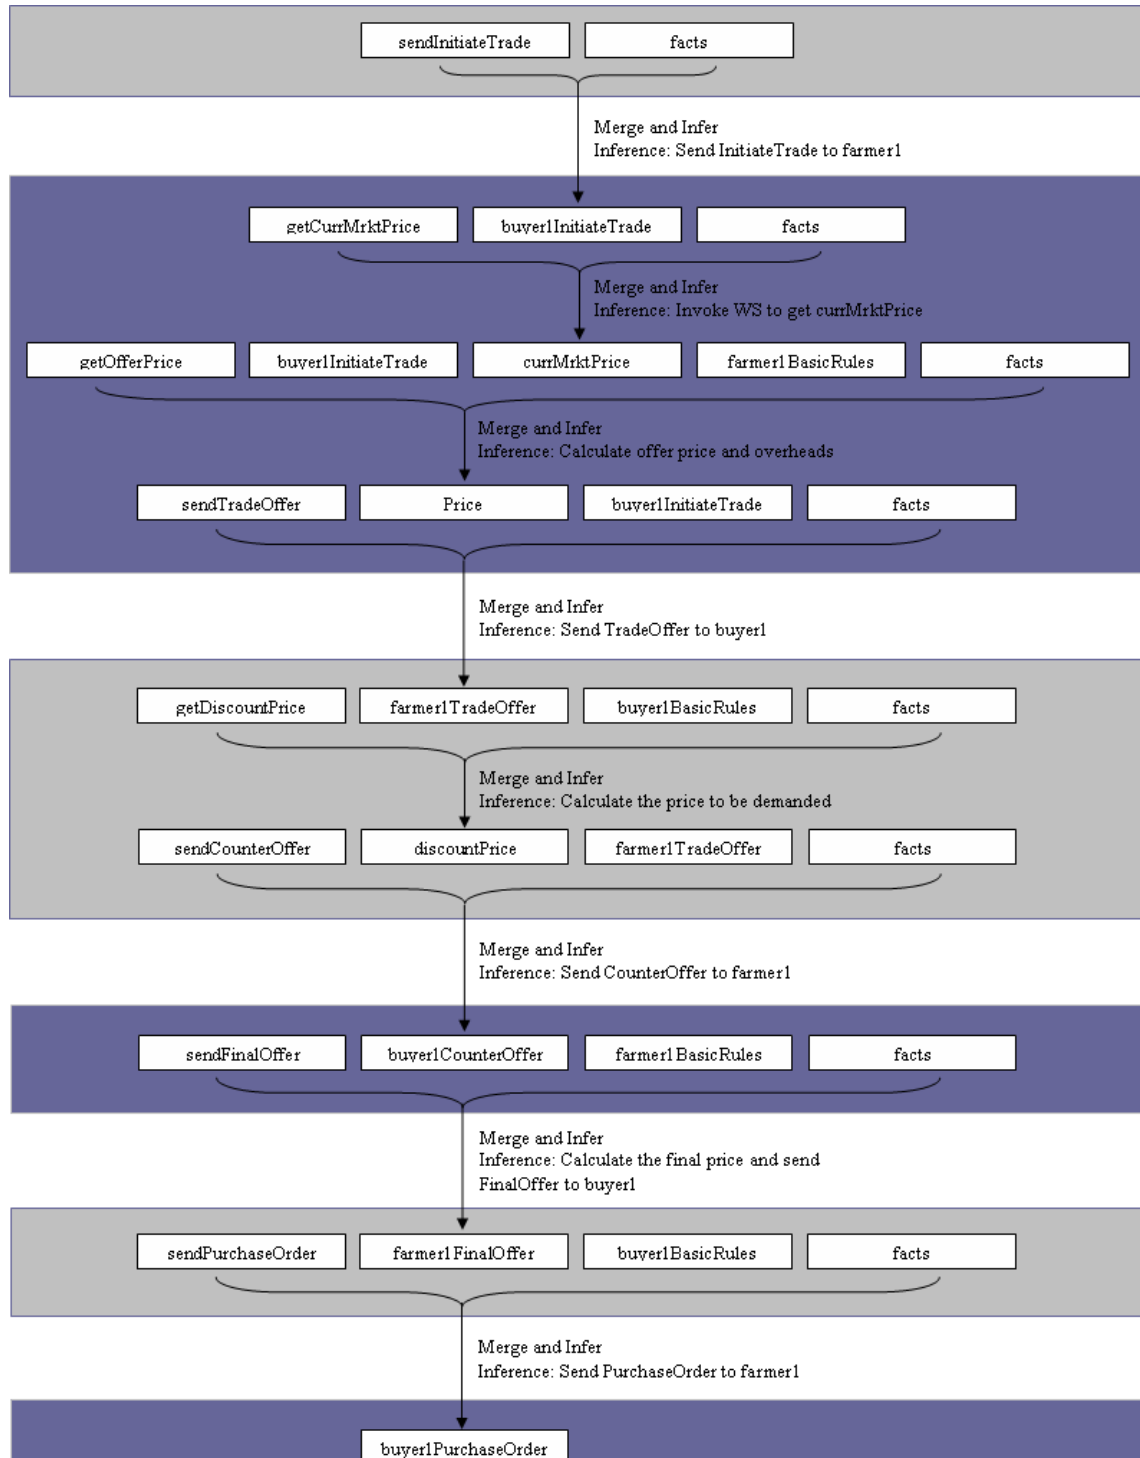 sendInitiateTrade facts
Merge and Infer
Inference: Send InitiateTrade to farmer1
getCurrMrktPrice buyer1InitiateTrade facts
Merge and Infer
Inference: Invoke WS to get currMrktPrice
getOfferPrice buyer1InitiateTrade currMrktPrice farmer1BasicRules facts
Merge and Infer
Inference: Calculate offer price and overheads
sendTradeOffer Price buyer1InitiateTrade facts
Merge and Infer
Inference: Send TradeOffer to buyer1
getDiscountPrice farmer1TradeOffer buyer1BasicRules facts
Merge and Infer
Inference: Calculate the price to be demanded
sendCounterOffer discountPrice farmer1TradeOffer facts
Merge and Infer
Inference: Send CounterOffer to farmer1
sendFinalOffer buyer1CounterOffer farmer1BasicRules facts
Merge and Infer
Inference: Calculate the final price and send
FinalOffer to buyer1
sendPurchaseOrder farmer1FinalOffer buyer1BasicRules facts
Merge and Infer
Inference: Send PurchaseOrder to farmer1
buyer1PurchaseOrder